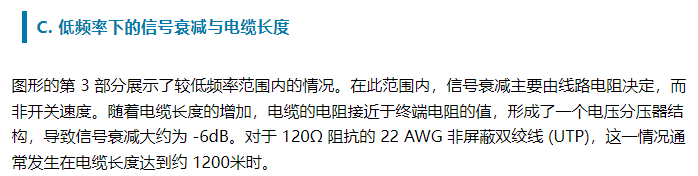 C. 低频率下的信号衰减与电缆长度
图形的第 3 部分展示了较低频率范围内的情况。在此范围内，信号衰减主要由线路电阻决定，而
非开关速度。随着电缆长度的增加，电缆的电阻接近于终端电阻的值，形成了一个电压分压器结
构，导致信号衰减大约为 -6dB。对于 120Ω 阻抗的 22 AWG 非屏蔽双绞线 (UTP)，这一情况通
常发生在电缆长度达到约 1200米时。